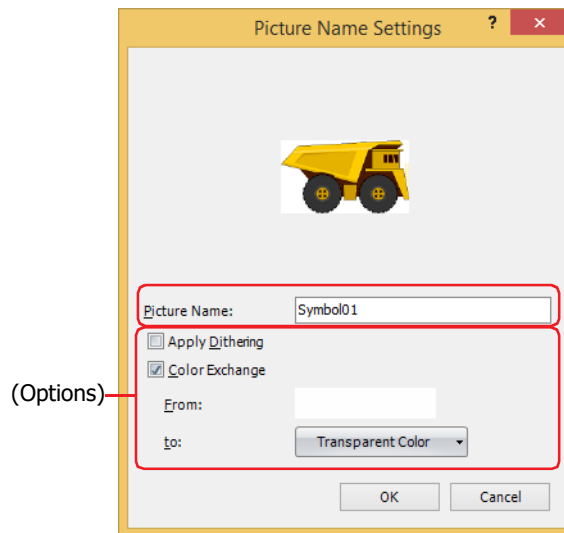 Picture Name Settings ? ×
Picture Name: Symbol01
Apply Dithering
Color Exchange
(Options)
From:
to: Transparent Color
OK Cancel